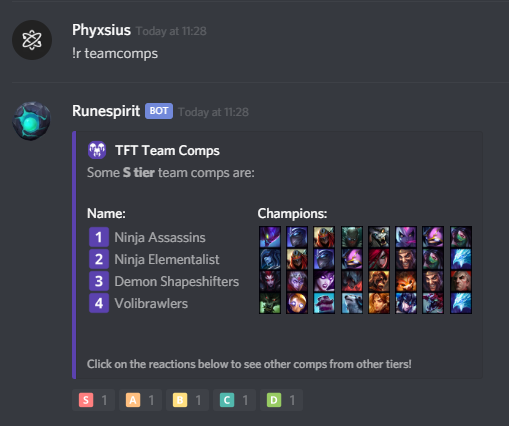 Phyxsius Today at 11:28
!r teamcomps
Runespirit BOT Today at 11:28
TFT Team Comps
Some S tier team comps are:
Name: Champions:
1 Ninja Assassins
2 Ninja Elementalist
3 Demon Shapeshifters
4 Volibrawlers
Click on the reactions below to see other comps from other tiers!
S 1 A 1 B 1 C 1 D 1